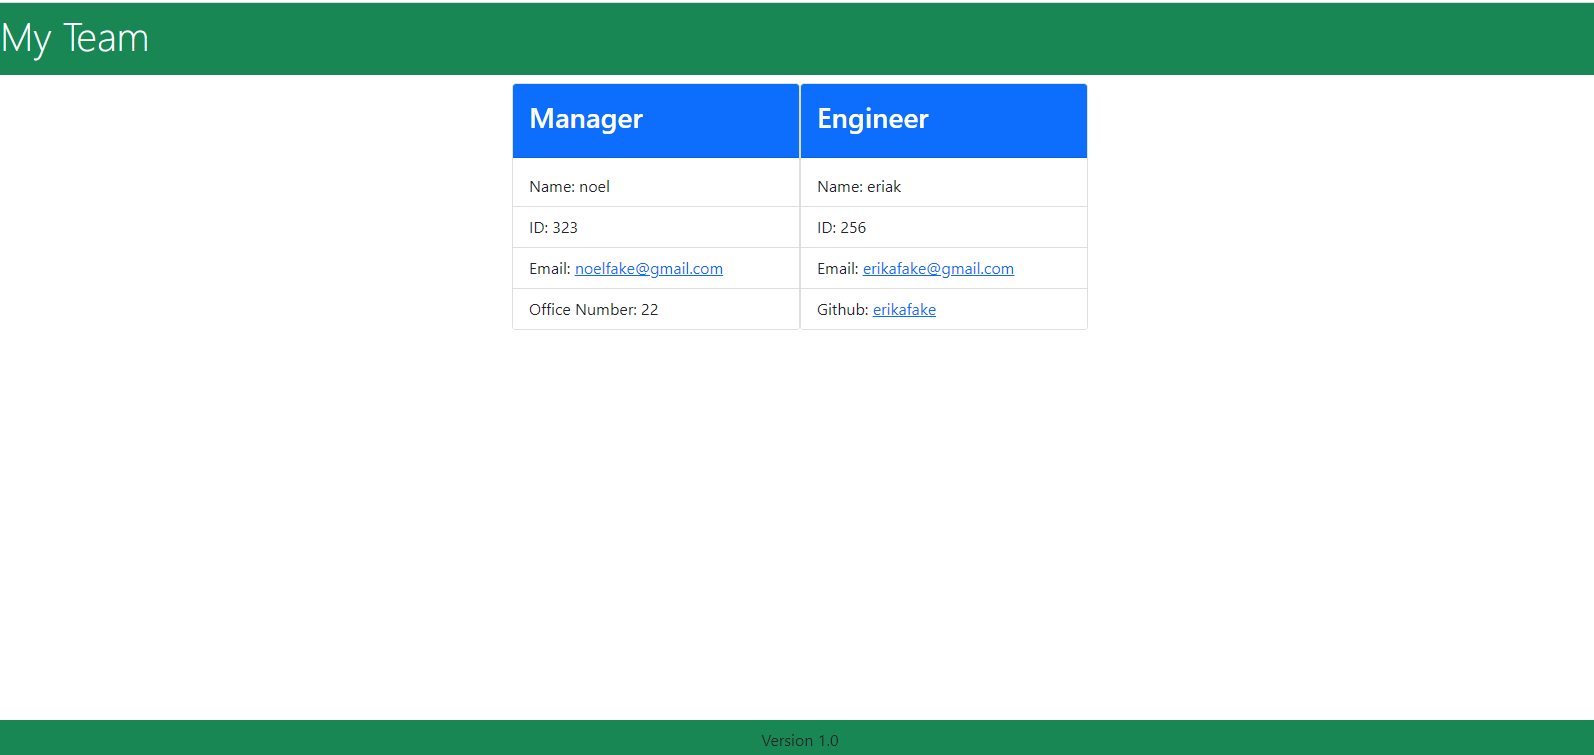 My Team
Manager
Name: noel
ID: 323
Email: noelfake@gmail.com
Office Number: 22
Engineer
Name: eriak
ID: 256
Email: erikafake@gmail.com
Github: erikafake
Version 1.0